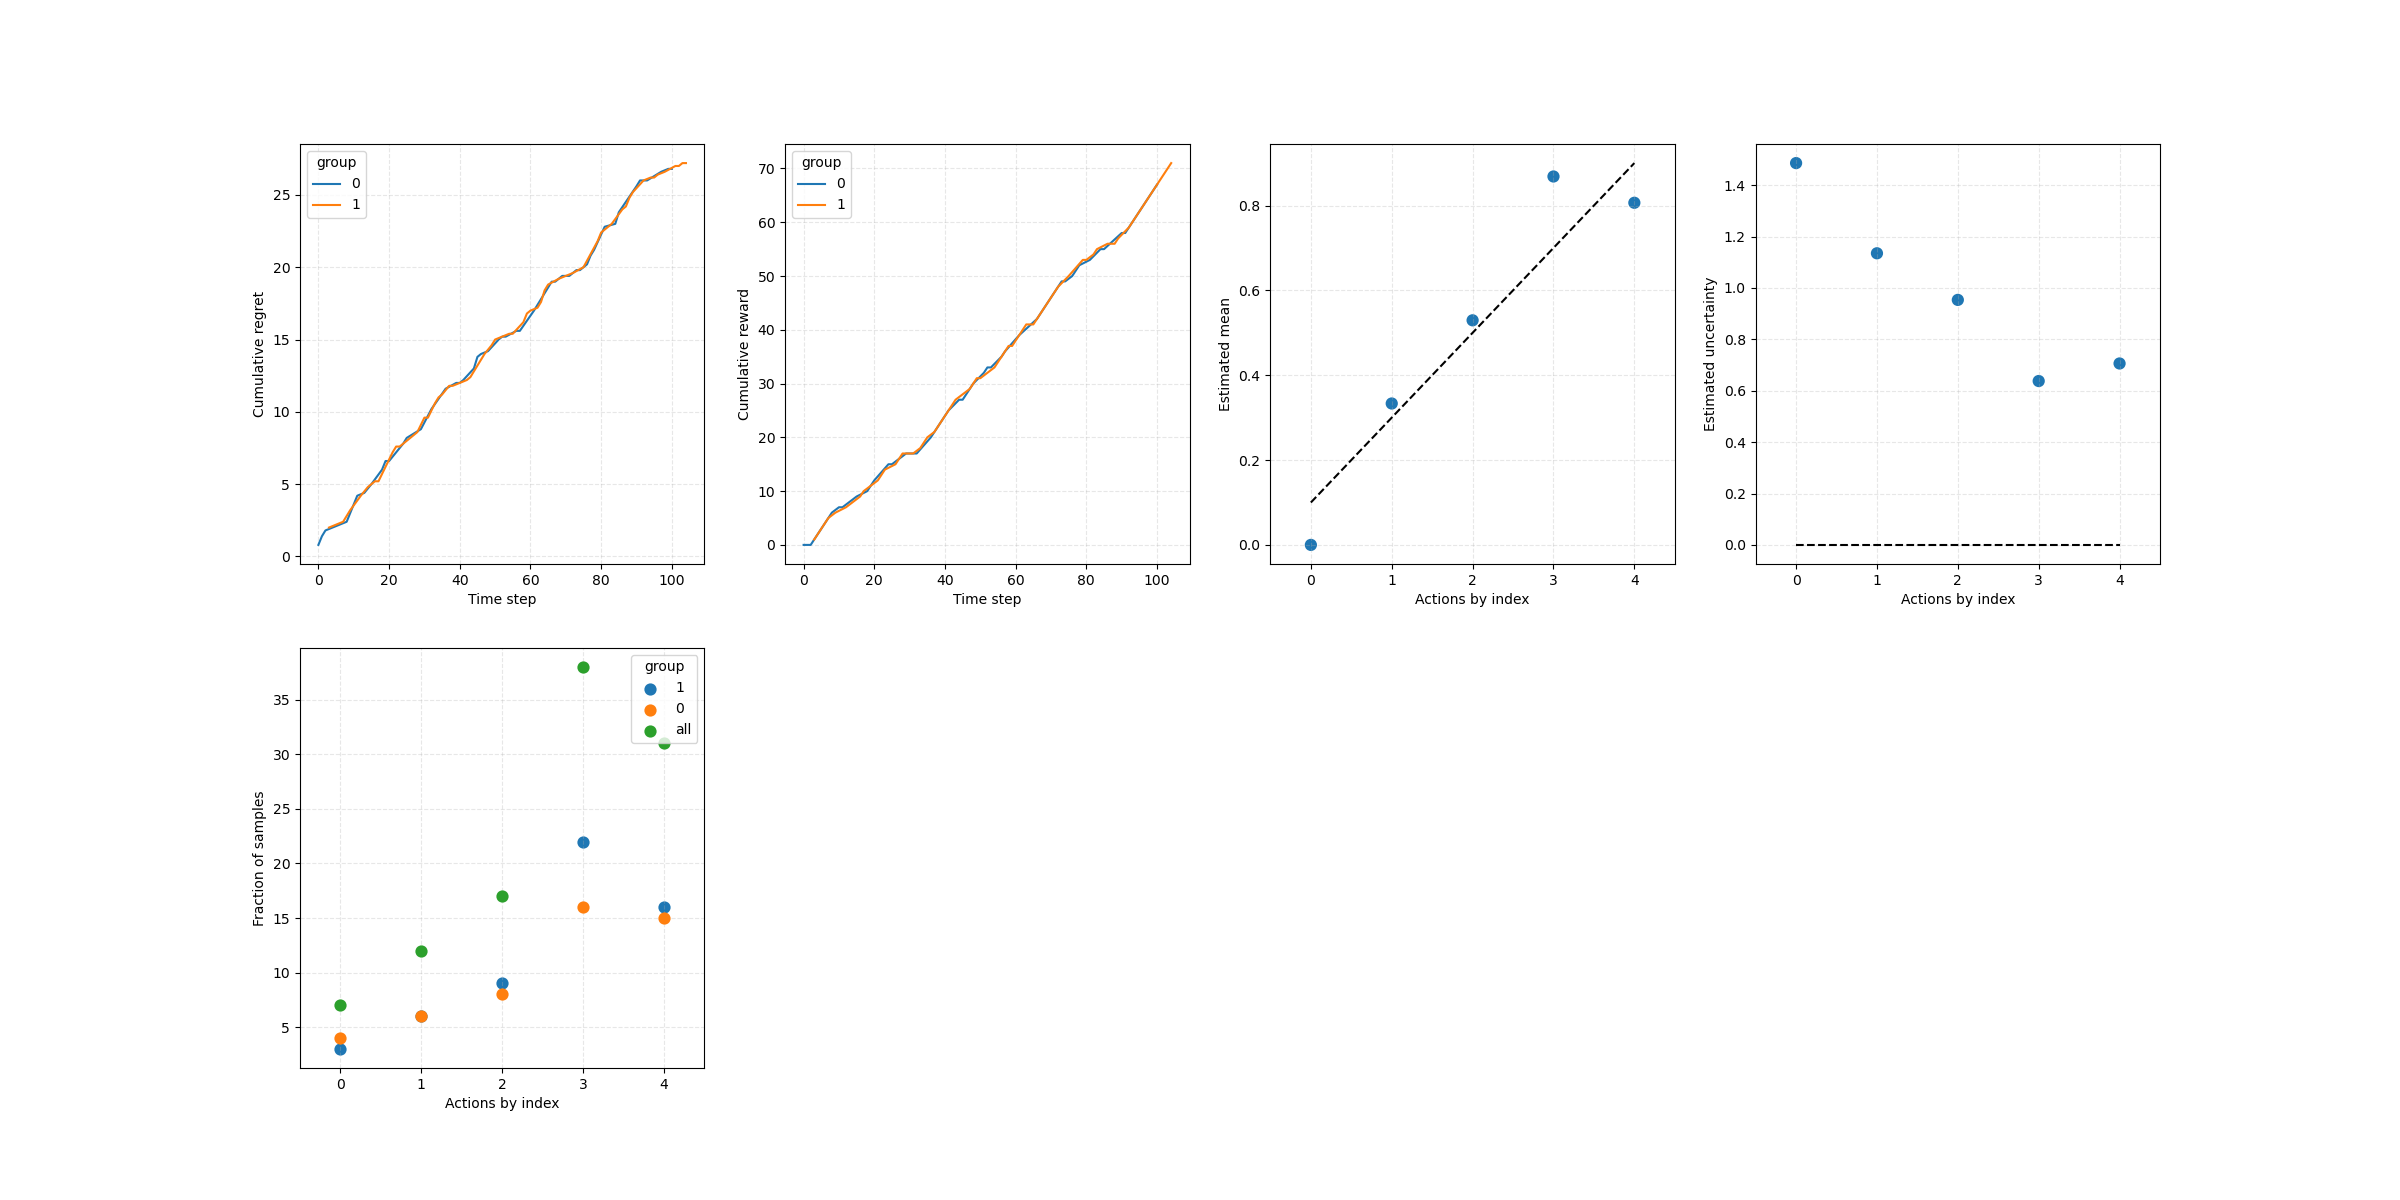 group
0
1
25
20
15
10
5
0
Cumulative regret
0 20 40 60 80 100
Time step
group
0
1
70
60
50
40
30
20
10
0
Cumulative reward
0 20 40 60 80 100
Time step
0.8
0.6
0.4
0.2
0.0
Estimated mean
0 1 2 3 4
Actions by index
1.4
1.2
1.0
0.8
0.6
0.4
0.2
0.0
Estimated uncertainty
0 1 2 3 4
Actions by index
group
1
0
all
35
30
25
20
15
10
5
Fraction of samples
0 1 2 3 4
Actions by index